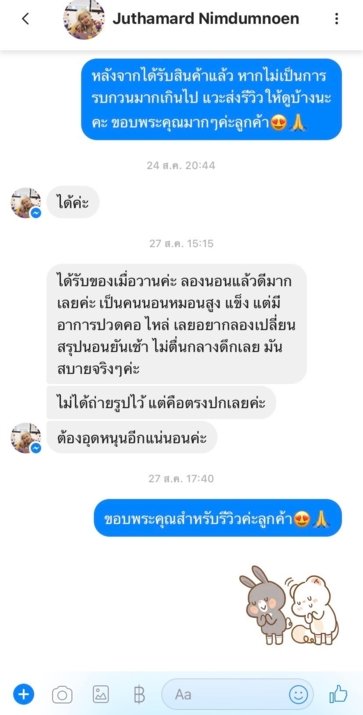 Juthamard Nimdumnoen
หลังจากได้รับสินค้าแล้ว หากไม่เป็นการ
รบกวนมากเกินไป แวะส่งรีวิวให้ดูบ้างนะ
คะ ขอบพระคุณมากๆค่ะลูกค้า😍🙏
24 ส.ค. 20:44
ได้ค่ะ
27 ส.ค. 15:15
ได้รับของเมื่อวานค่ะ ลองนอนแล้วดีมาก
เลยค่ะ เป็นคนนอนหมอนสูง แข็ง แต่มี
อาการปวดคอ ไหล่ เลยอยากลองเปลี่ยน
สรุปนอนยันเช้า ไม่ตื่นกลางดึกเลย มัน
สบายจริงๆค่ะ
ไม่ได้ถ่ายรูปไว้ แต่คือตรงปกเลยค่ะ
ต้องอุดหนุนอีกแน่นอนค่ะ
27 ส.ค. 17:40
ขอบพระคุณสำหรับรีวิวค่ะลูกค้า😍🙏
Aa